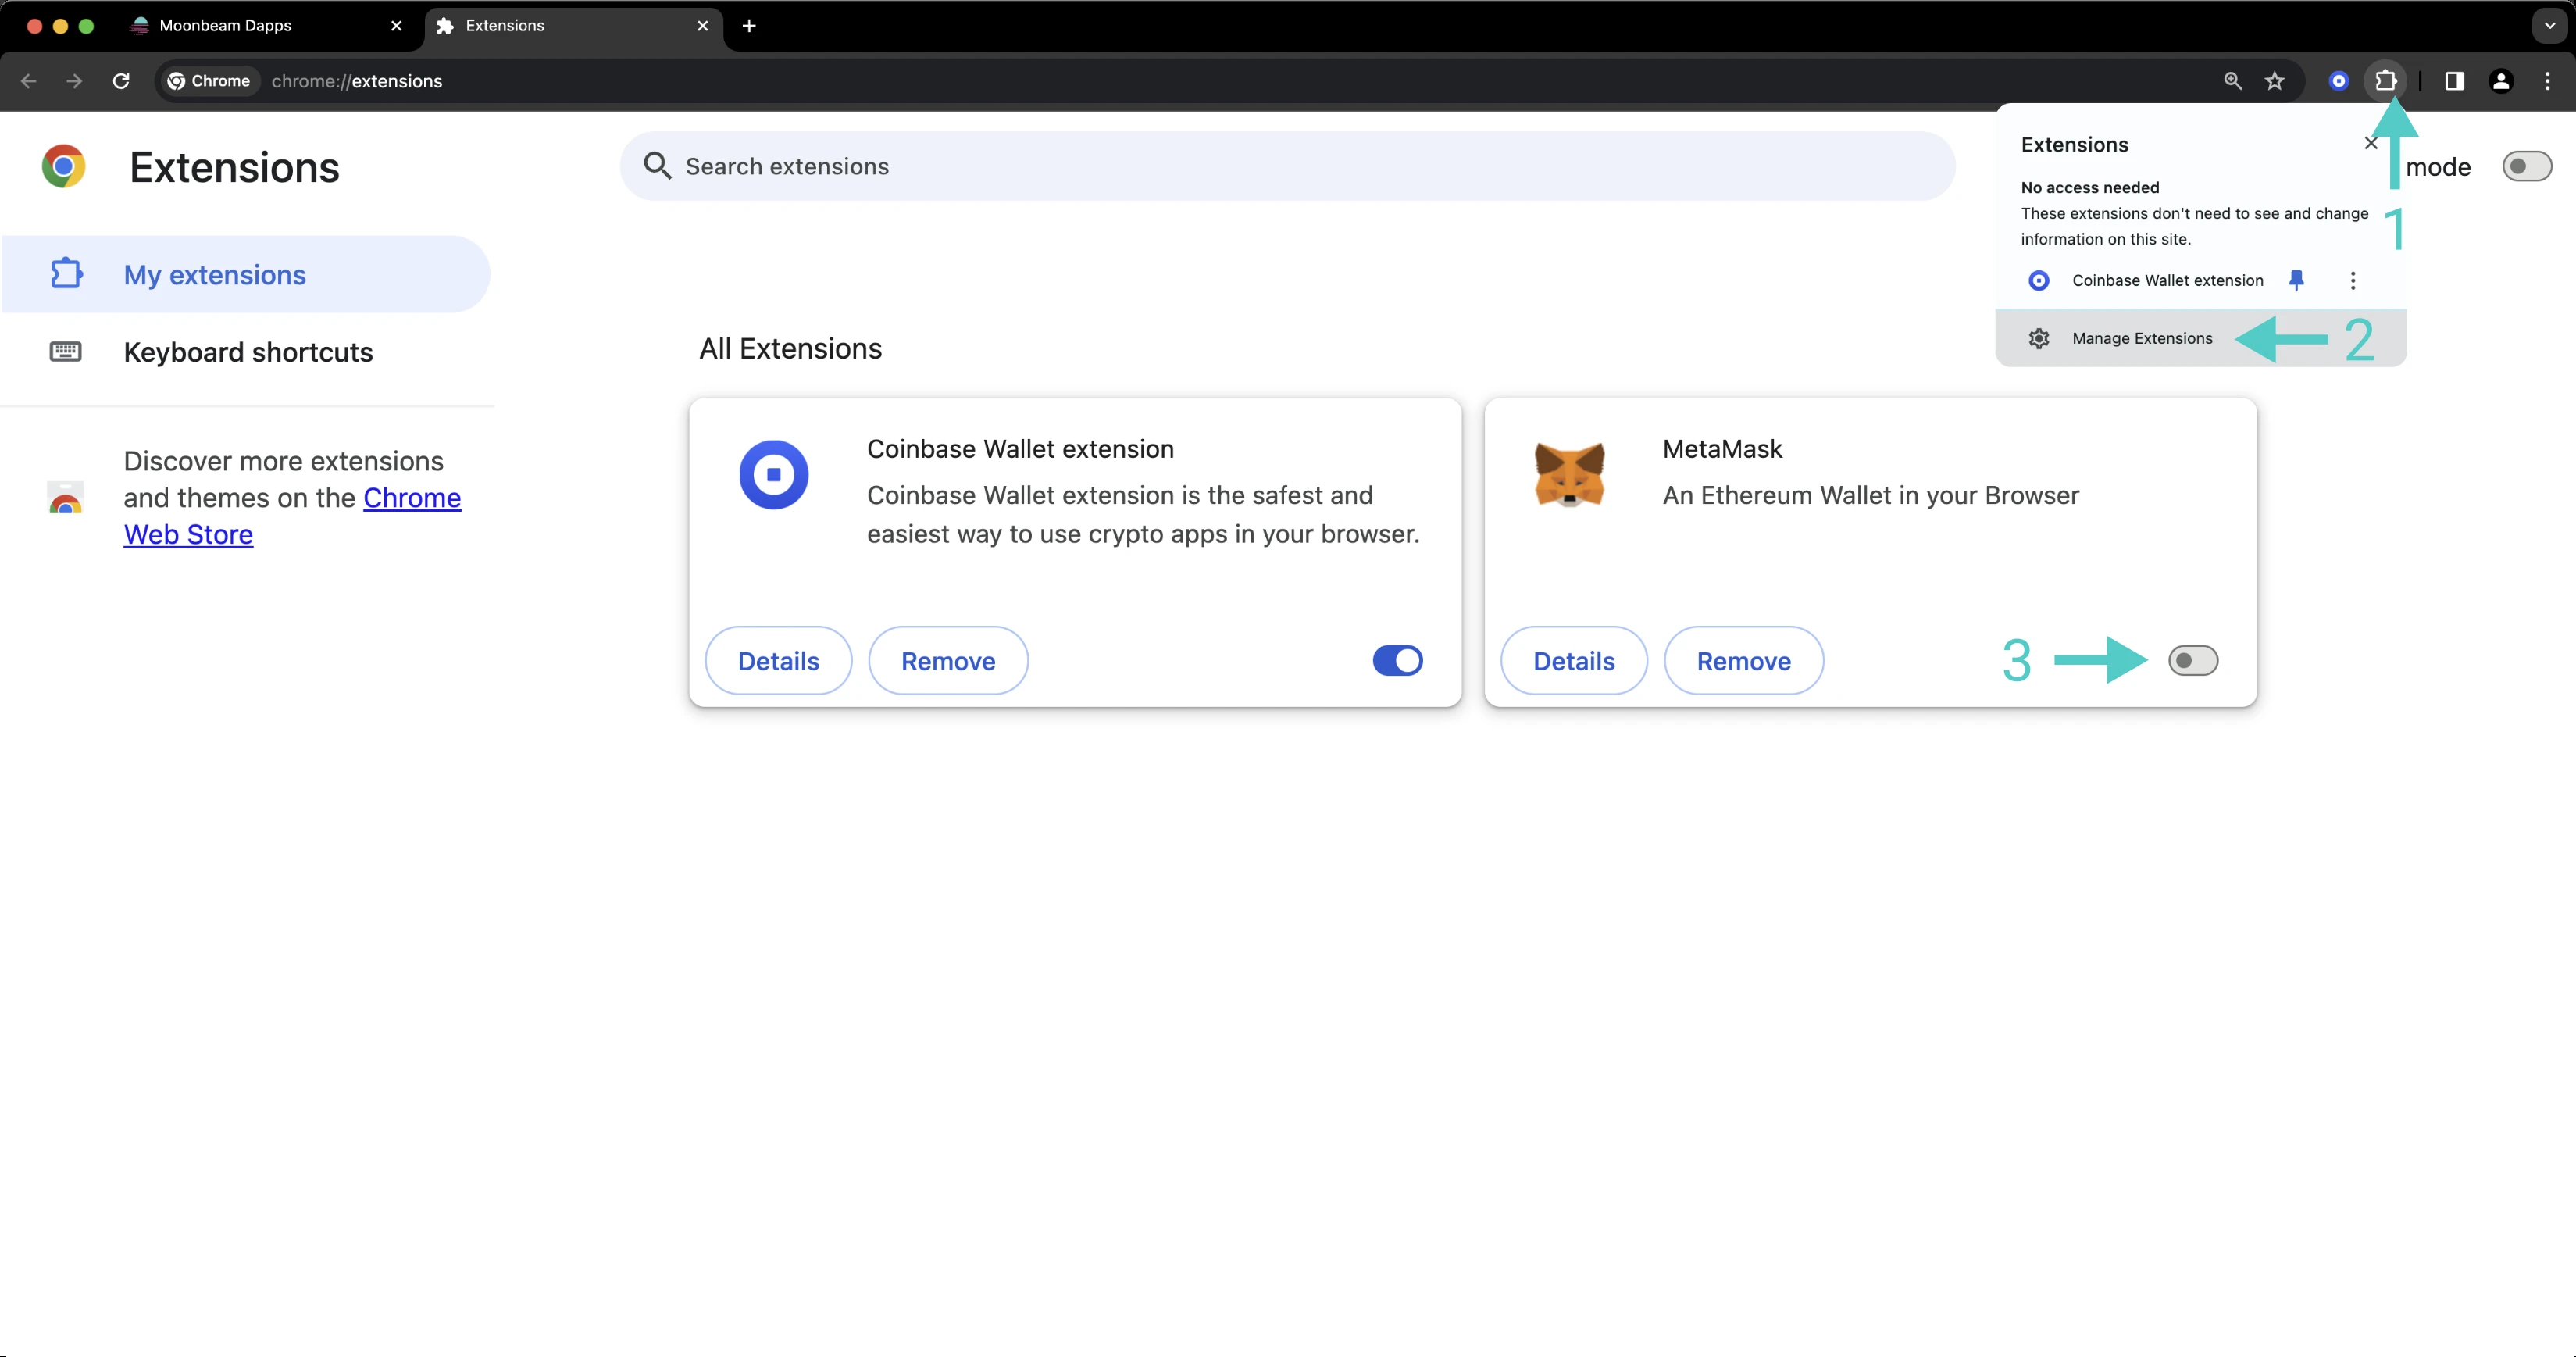 Moonbeam Dapps
Extensions
Chrome
chrome://extensions
Extensions
Search extensions
mode
Extensions
No access needed
These extensions don't need to see and change
information on this site.
1
Coinbase Wallet extension
Manage Extensions
2
My extensions
Keyboard shortcuts
Discover more extensions
and themes on the Chrome
Web Store
All Extensions
Coinbase Wallet extension
Coinbase Wallet extension is the safest and
easiest way to use crypto apps in your browser.
Details
Remove
MetaMask
An Ethereum Wallet in your Browser
Details
Remove
3